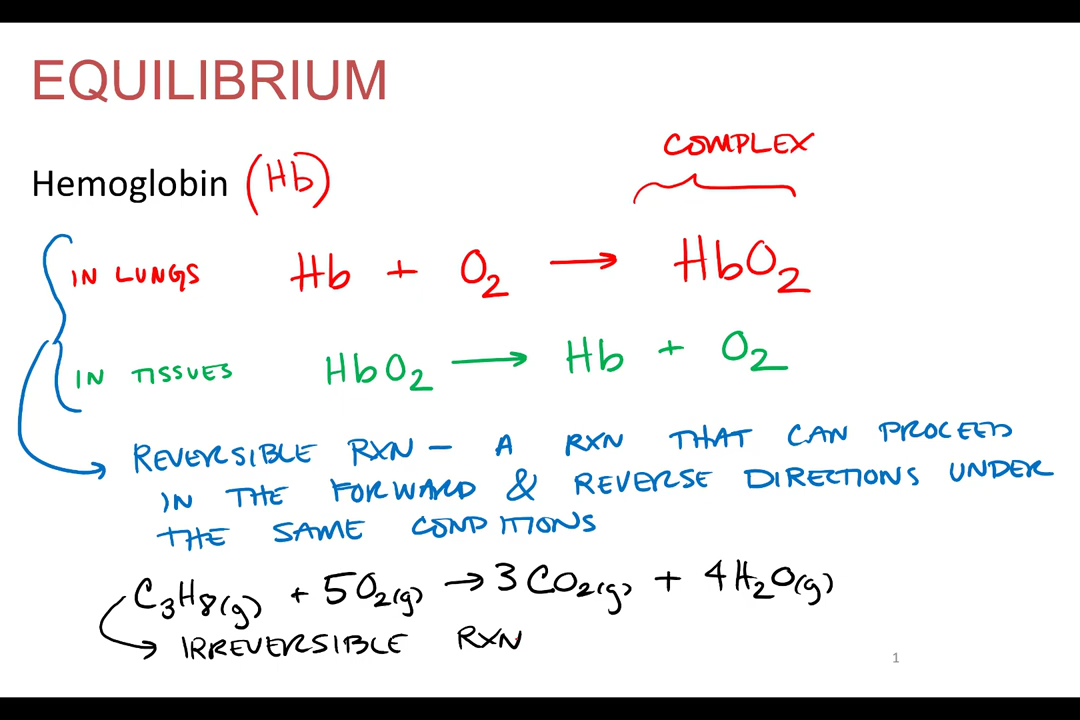 EQUILIBRIUM
COMPLEX
Hemoglobin (Hb)
IN LUNGS Hb + O₂ → HbO₂
IN TISSUES HbO₂ → Hb + O₂
REVERSIBLE RXN – A RXN THAT CAN PROCEED
IN THE FORWARD & REVERSE DIRECTIONS UNDER
THE SAME CONDITIONS
C₃H₈(g) + 5O₂(g) → 3CO₂(g) + 4H₂O(g)
IRREVERSIBLE RXN
1